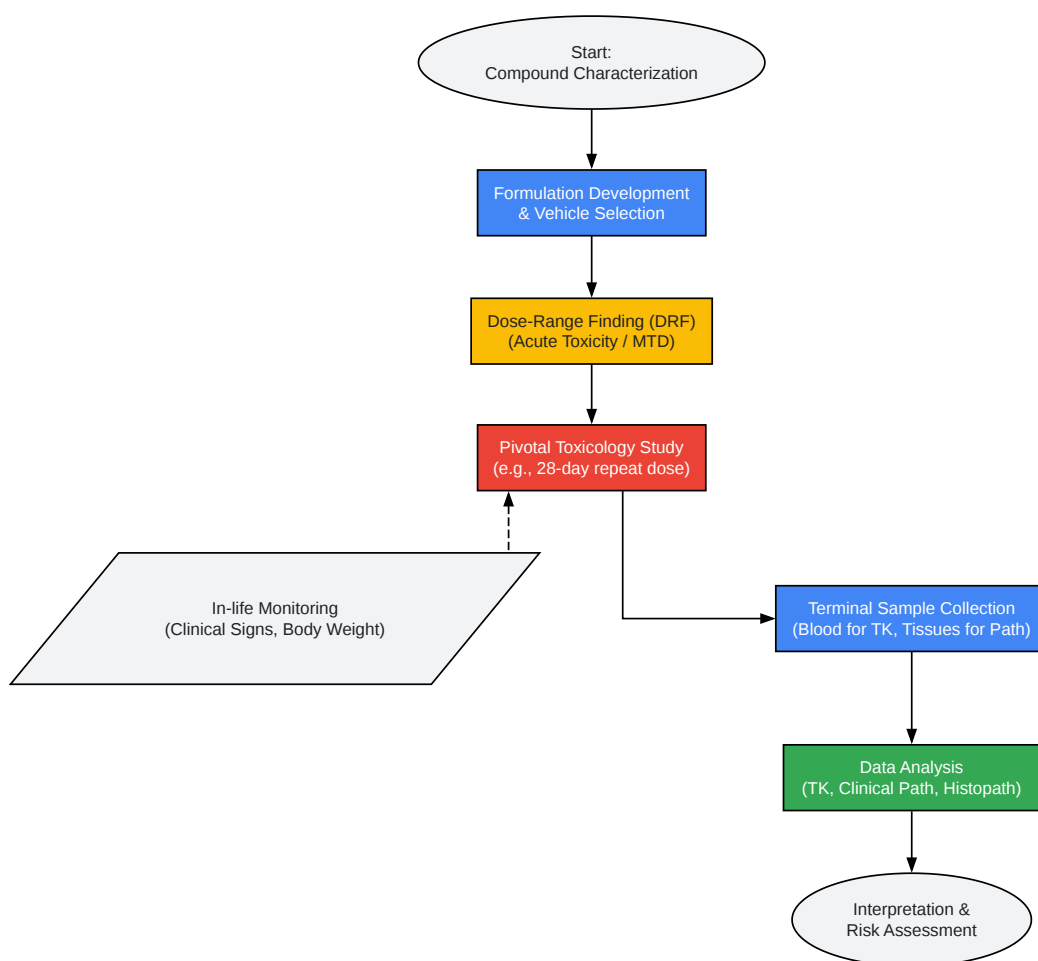 Start:
Compound Characterization
Formulation Development
& Vehicle Selection
Dose-Range Finding (DRF)
(Acute Toxicity / MTD)
Pivotal Toxicology Study
(e.g., 28-day repeat dose)
In-life Monitoring
(Clinical Signs, Body Weight)
Terminal Sample Collection
(Blood for TK, Tissues for Path)
Data Analysis
(TK, Clinical Path, Histopath)
Interpretation &
Risk Assessment